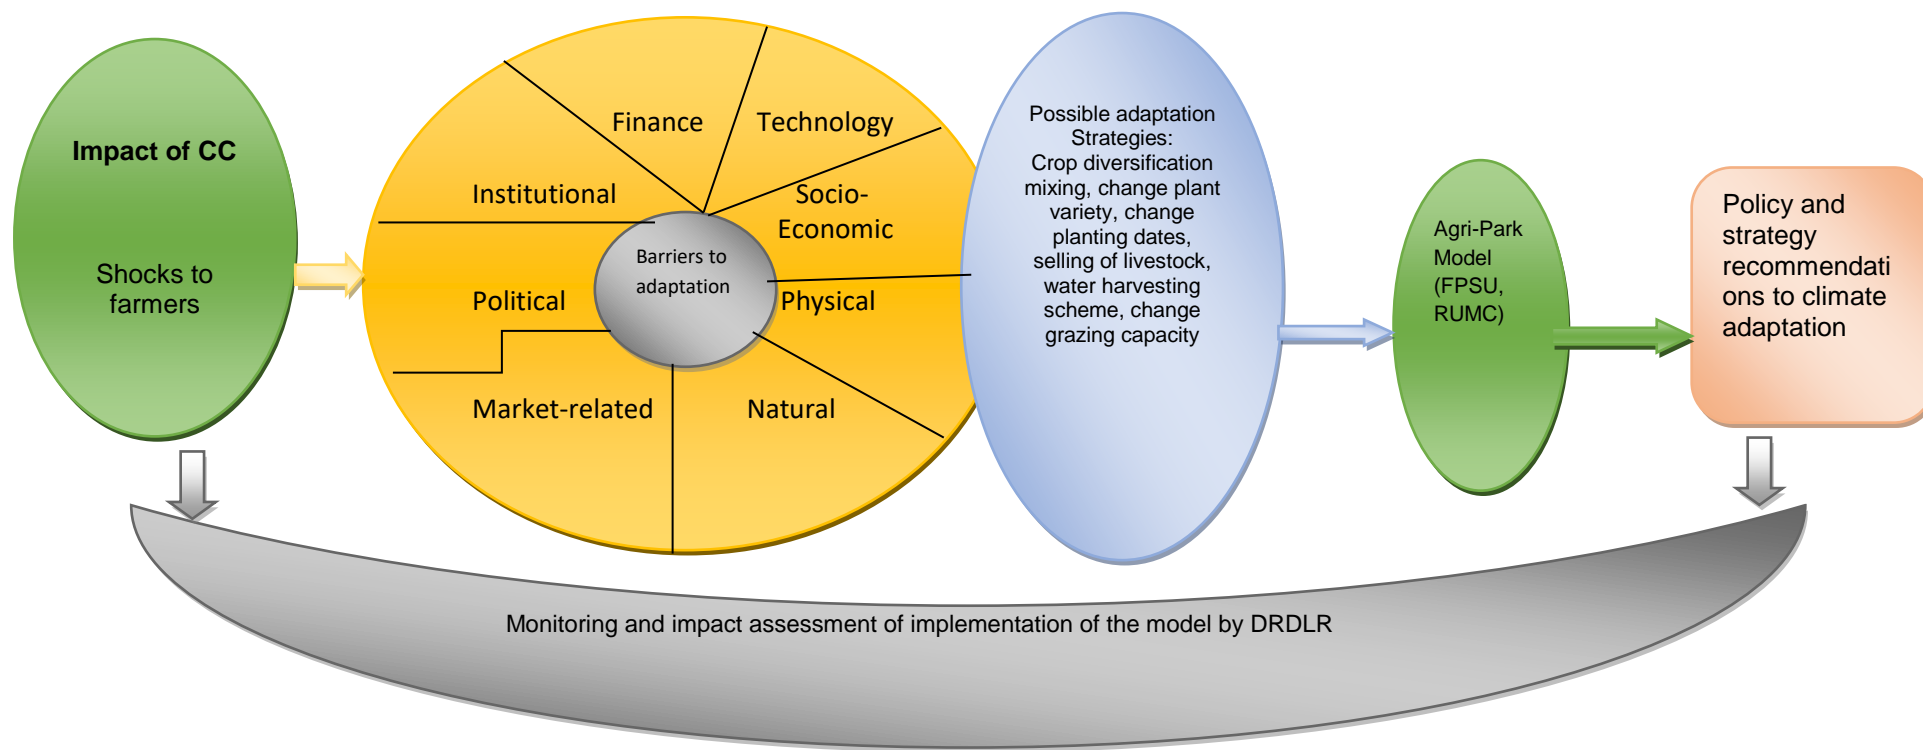 Impact of CC
Shocks to
farmers
Finance
Technology
Institutional
Socio-
Economic
Barriers to
adaptation
Political
Physical
Market-related
Natural
Possible adaptation
Strategies:
Crop diversification
mixing, change plant
variety, change
planting dates,
selling of livestock,
water harvesting
scheme, change
grazing capacity
Agri-Park
Model
(FPSU,
RUMC)
Policy and
strategy
recommendati
ons to climate
adaptation
Monitoring and impact assessment of implementation of the model by DRDLR